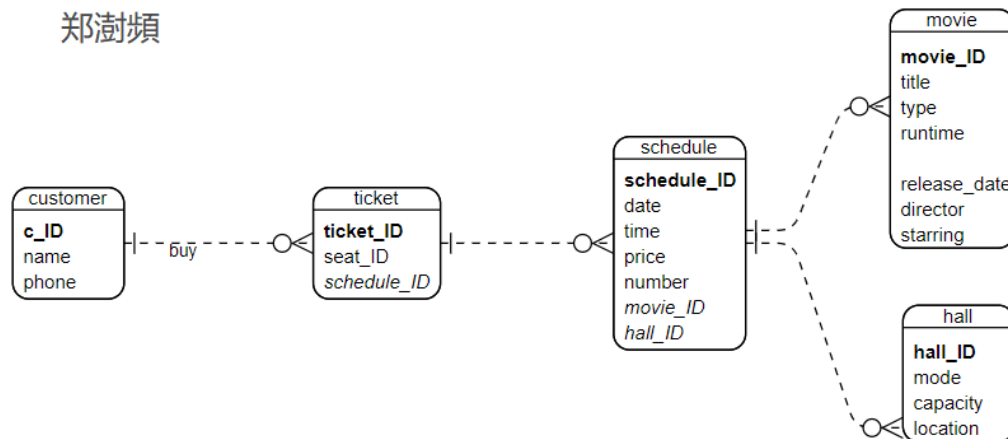 郑澍頻
movie
movie_ID
title
type
runtime
release_date
director
starring
schedule
schedule_ID
date
time
price
number
movie_ID
hall_ID
customer
c_ID
name
phone
buy
ticket
ticket_ID
seat_ID
schedule_ID
hall
hall_ID
mode
capacity
location